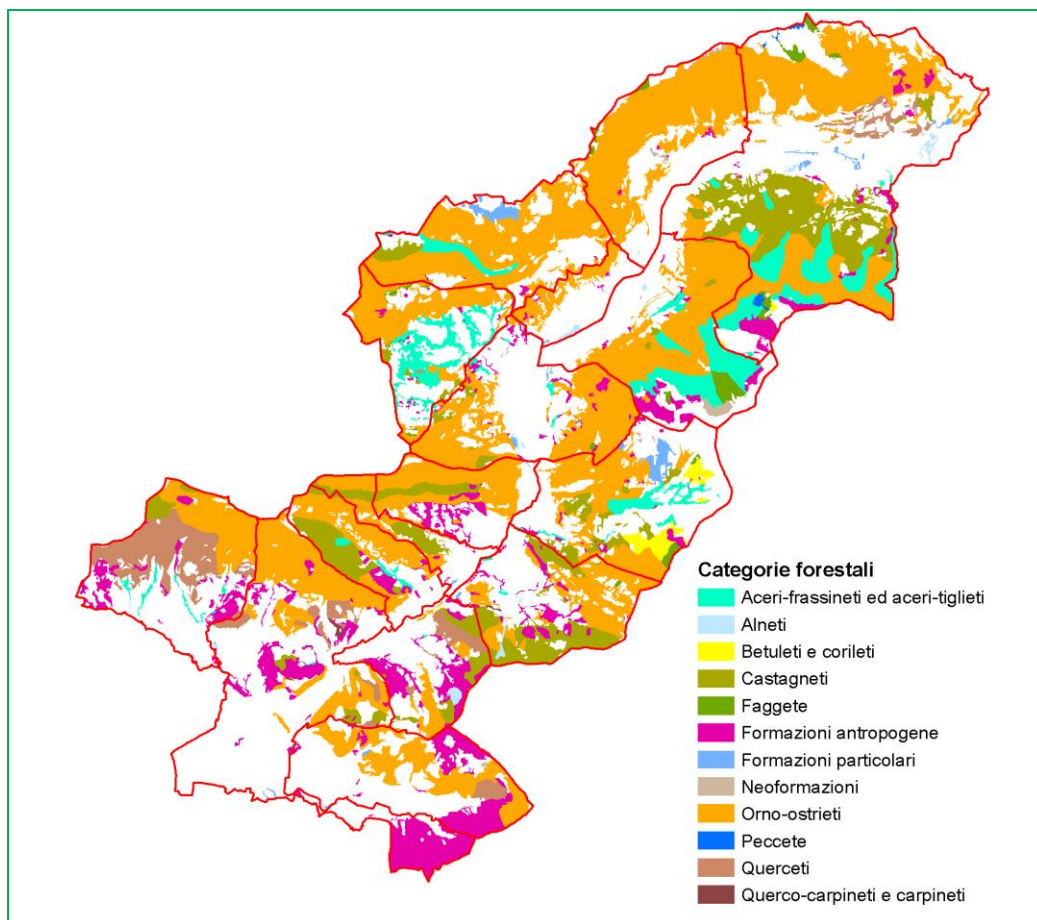 Categorie forestali
Aceri-frassineti ed aceri-tiglieti
Alneti
Betuleti e corileti
Castagneti
Faggete
Formazioni antropogene
Formazioni particolari
Neoformazioni
Orno-ostrieti
Peccete
Querceti
Querco-carpineti e carpineti